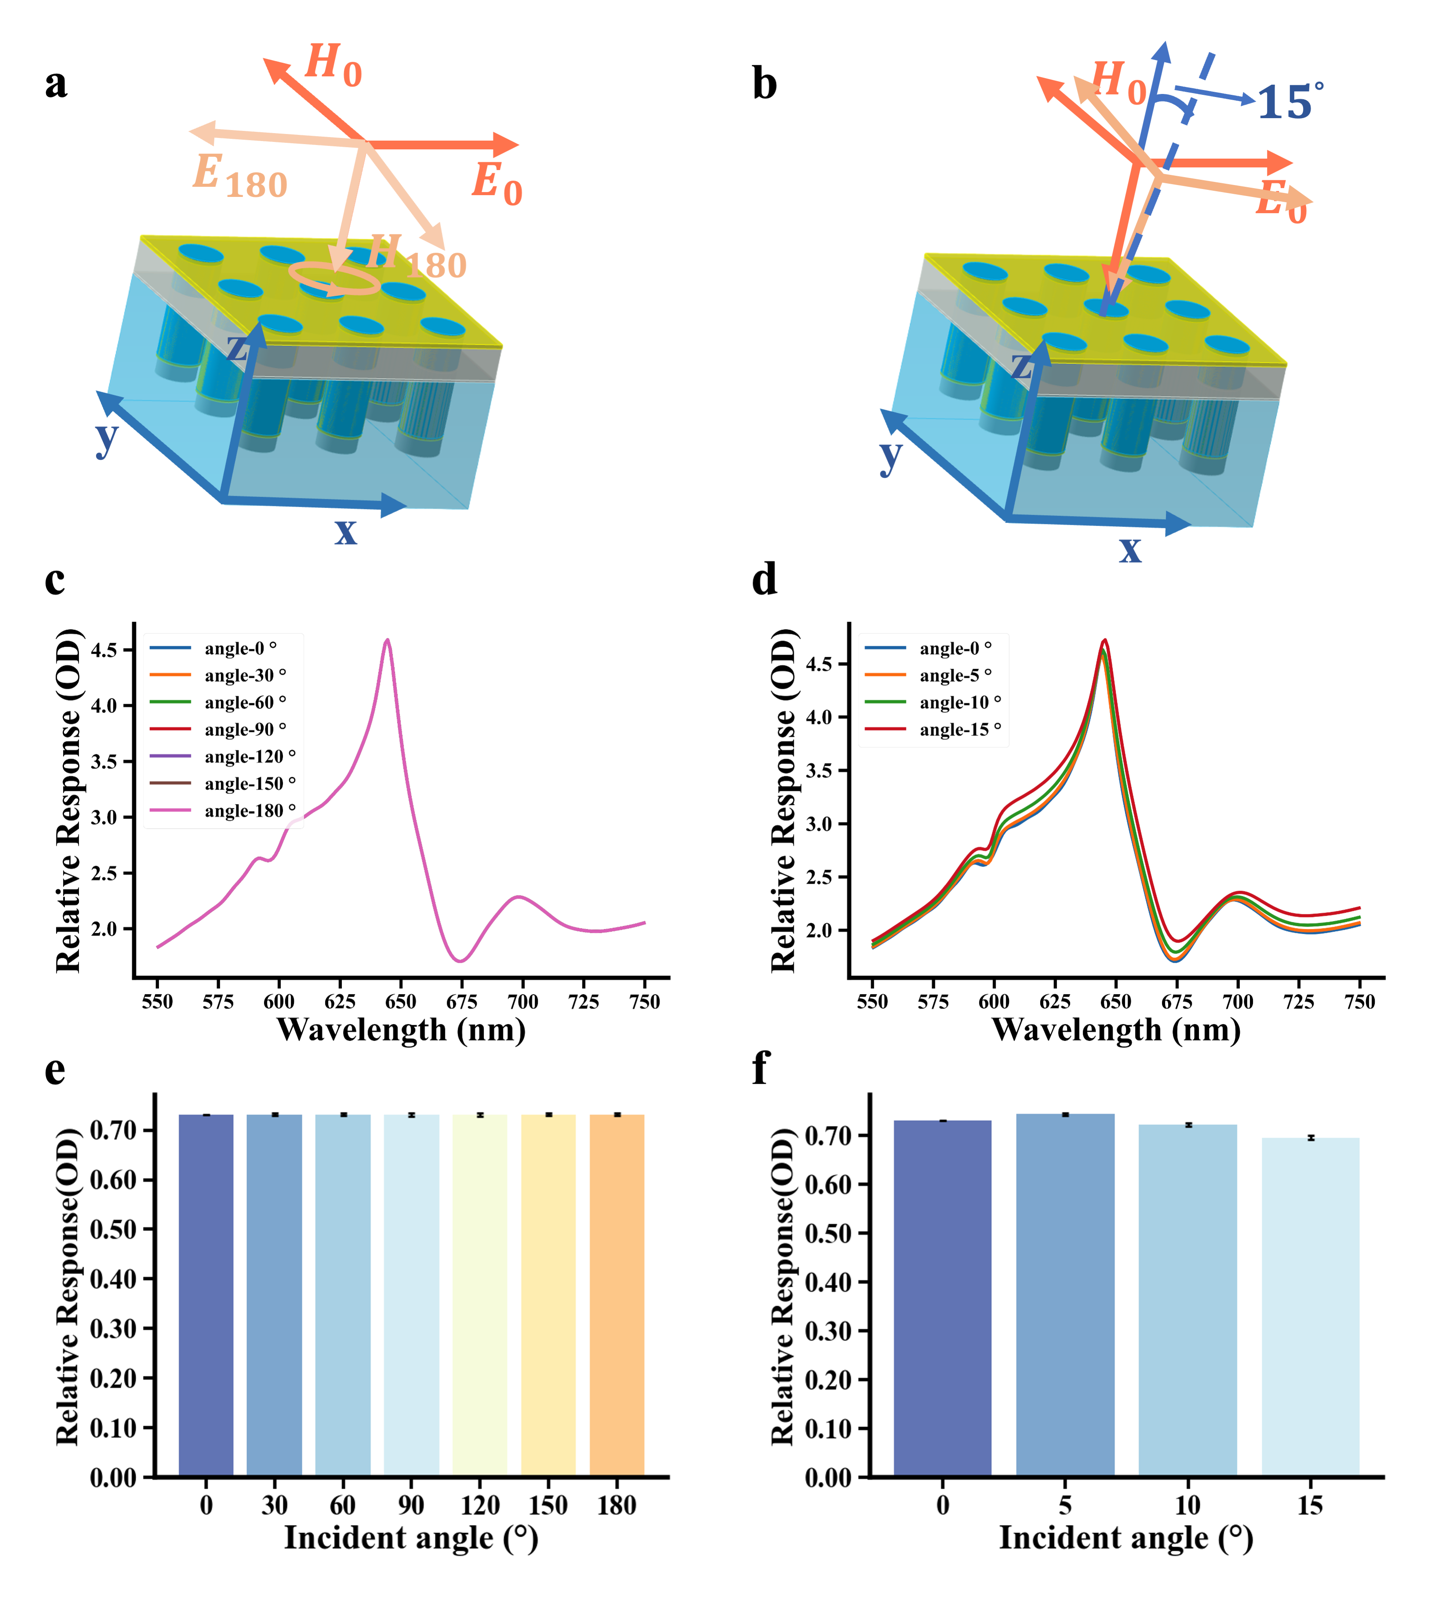 a
H0
E180
E0
H180
z
y
x
b
H0
15°
E0
z
y
x
c
Relative Response (OD)
4.5
4.0
3.5
3.0
2.5
2.0
angle-0 °
angle-30 °
angle-60 °
angle-90 °
angle-120 °
angle-150 °
angle-180 °
550 575 600 625 650 675 700 725 750
Wavelength (nm)
d
Relative Response (OD)
4.5
4.0
3.5
3.0
2.5
2.0
angle-0 °
angle-5 °
angle-10 °
angle-15 °
550 575 600 625 650 675 700 725 750
Wavelength (nm)
e
Relative Response(OD)
0.70
0.60
0.50
0.40
0.30
0.20
0.10
0.00
0 30 60 90 120 150 180
Incident angle (°)
f
Relative Response(OD)
0.70
0.60
0.50
0.40
0.30
0.20
0.10
0.00
0 5 10 15
Incident angle (°)